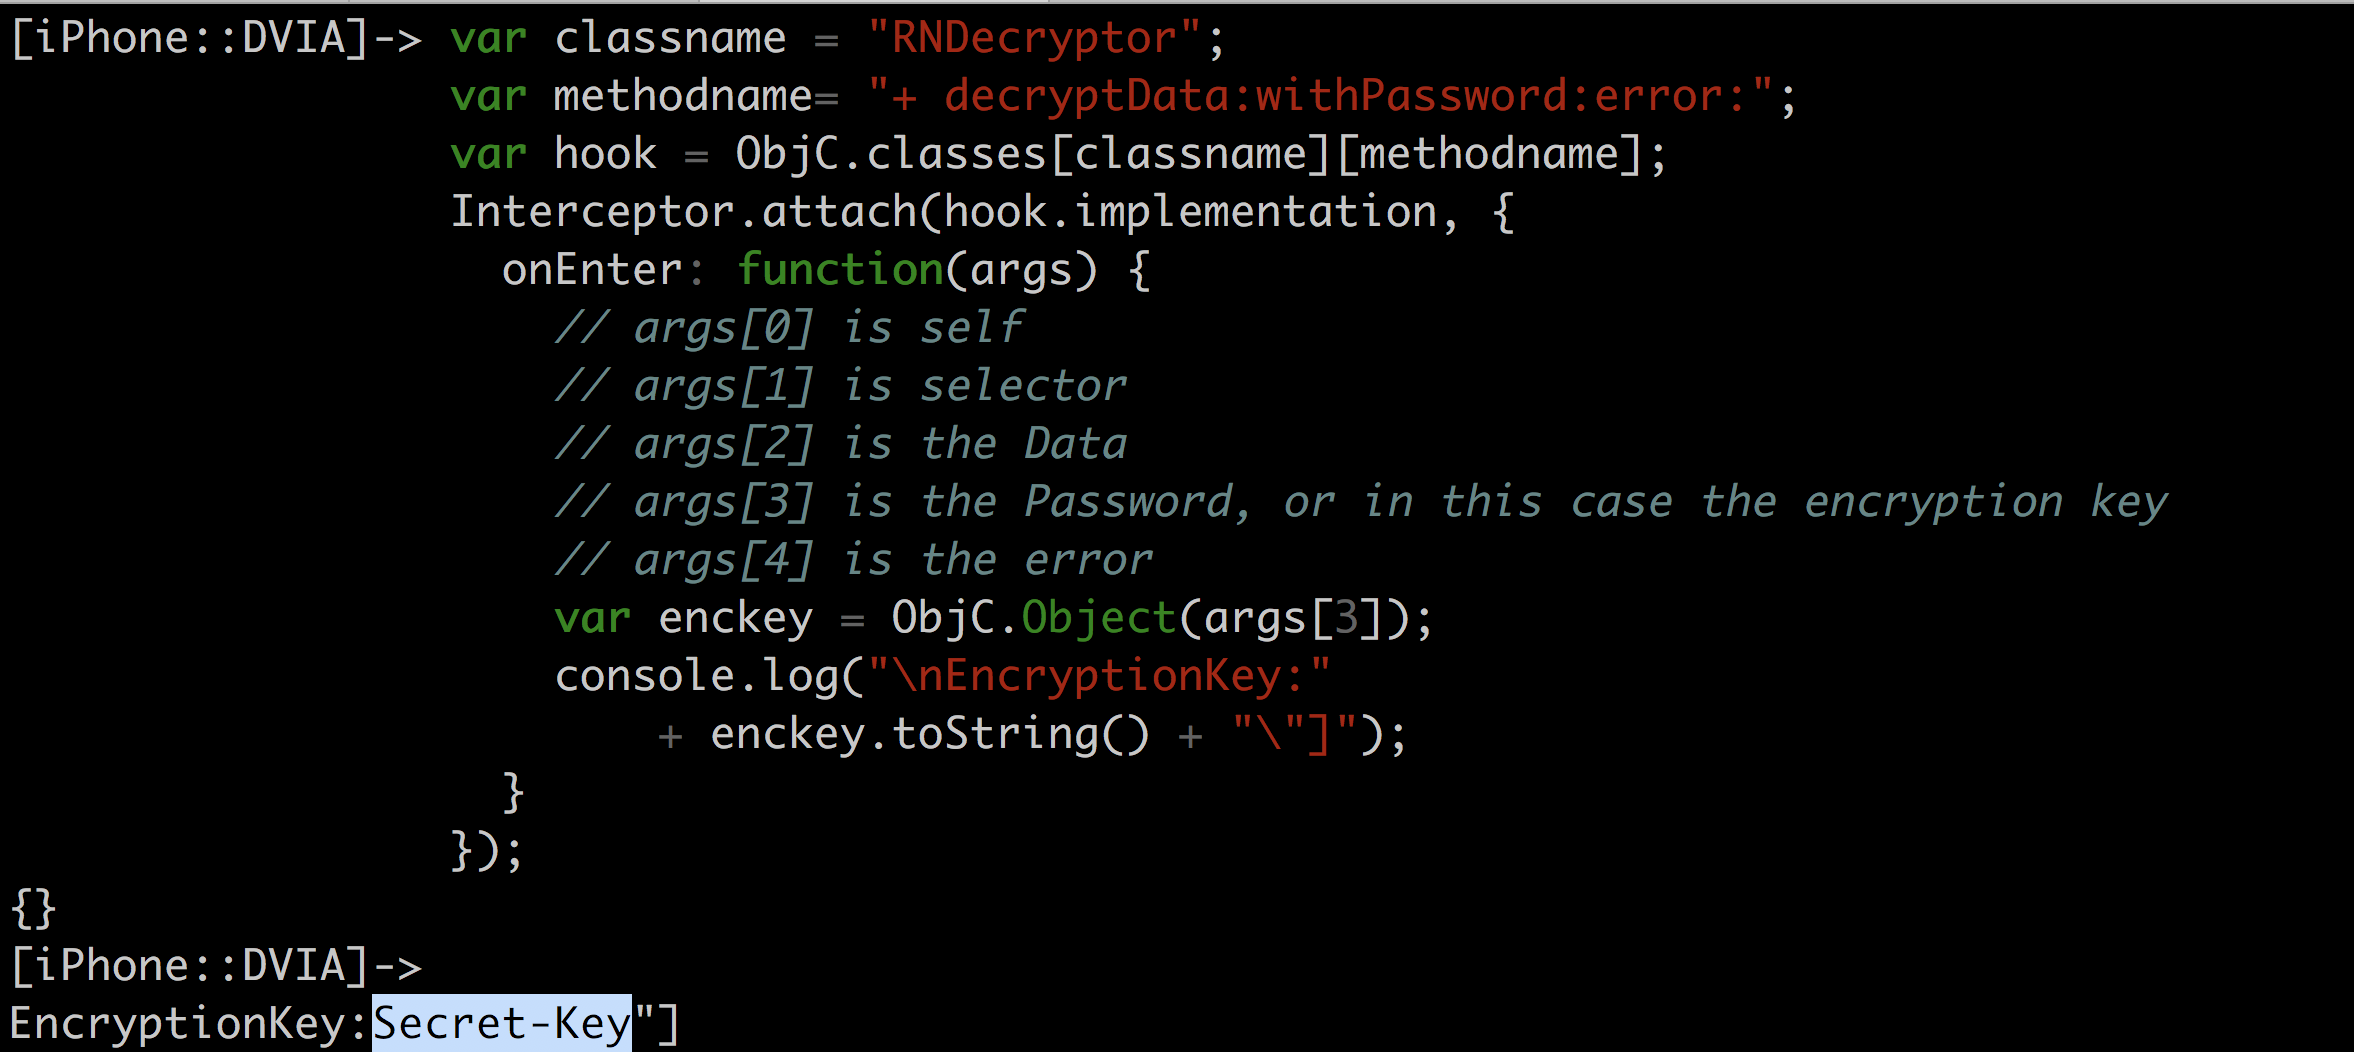 [iPhone::DVIA]-> var classname = "RNDecryptor";
var methodname= "+ decryptData:withPassword:error:";
var hook = ObjC.classes[classname][methodname];
Interceptor.attach(hook.implementation, {
onEnter: function(args) {
// args[0] is self
// args[1] is selector
// args[2] is the Data
// args[3] is the Password, or in this case the encryption key
// args[4] is the error
var enckey = ObjC.Object(args[3]);
console.log("\nEncryptionKey:"
+ enckey.toString() + "\"]");
}
});
{}
[iPhone::DVIA]->
EncryptionKey:Secret-Key"]